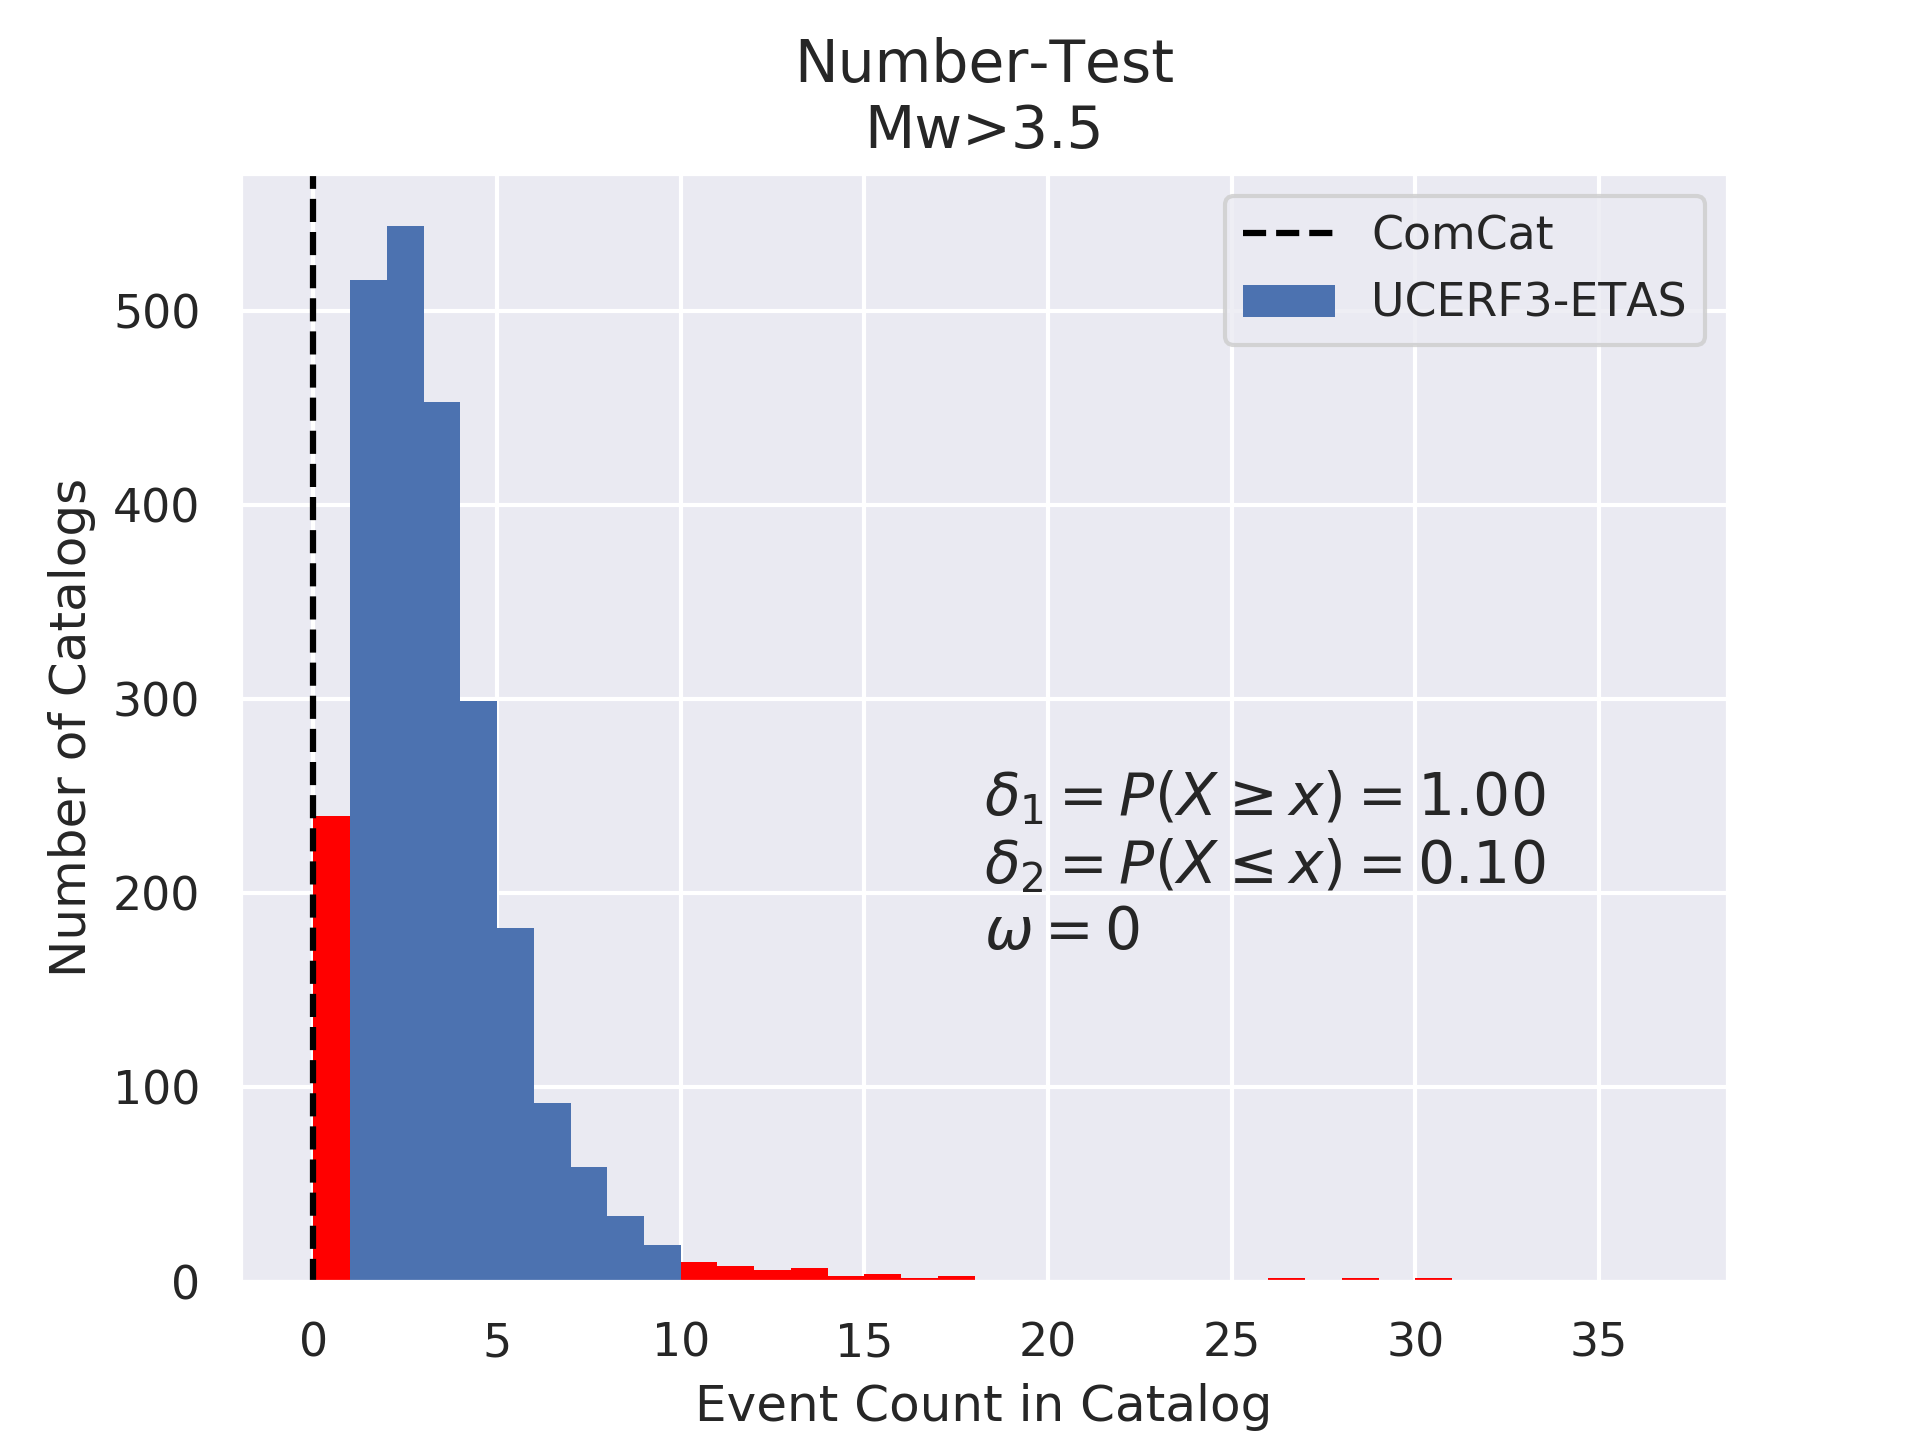 Number-Test
Mw>3.5
ComCat
UCERF3-ETAS
500
400
300
200
100
0
Number of Catalogs
δ₁ = P(X ≥ x) = 1.00
δ₂ = P(X ≤ x) = 0.10
ω = 0
0 5 10 15 20 25 30 35
Event Count in Catalog